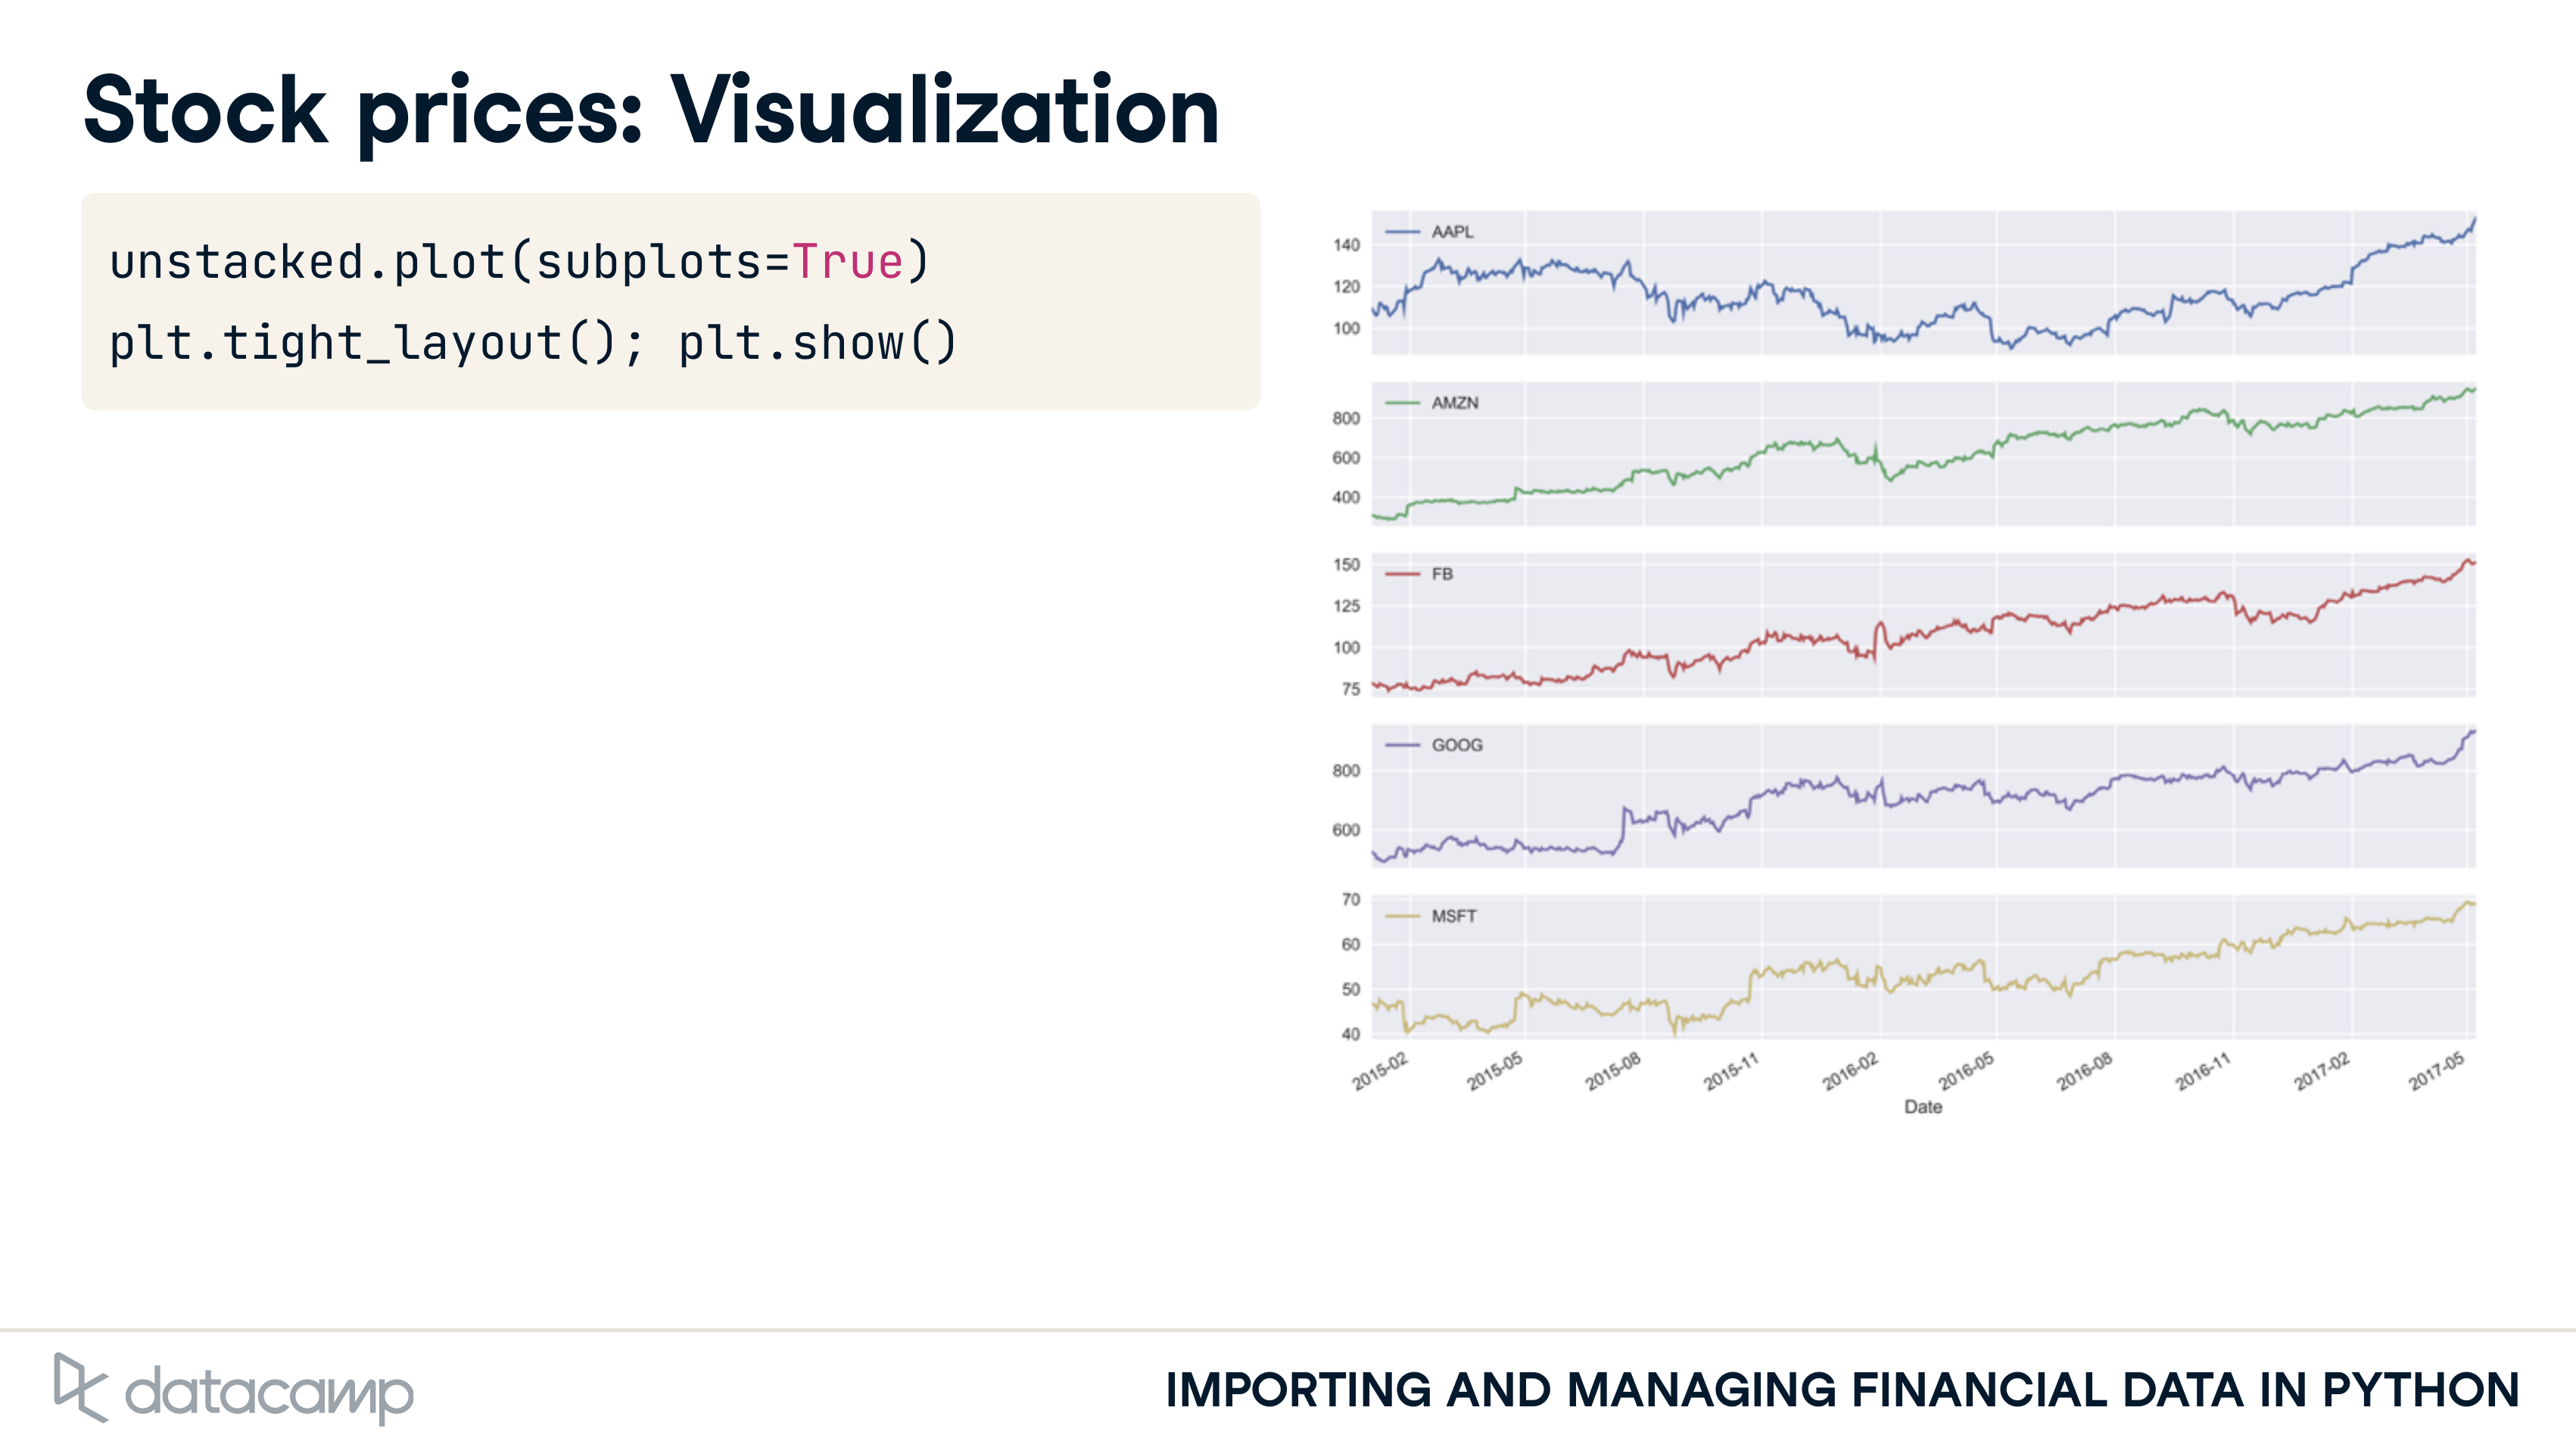 Stock prices: Visualization
unstacked.plot(subplots=True)
plt.tight_layout(); plt.show()
AAPL
140
120
100
AMZN
800
600
400
FB
150
125
100
75
GOOG
800
600
MSFT
70
60
50
40
2015-02 2015-05 2015-08 2015-11 2016-02 2016-05 2016-08 2016-11 2017-02 2017-05
Date
datacamp
IMPORTING AND MANAGING FINANCIAL DATA IN PYTHON